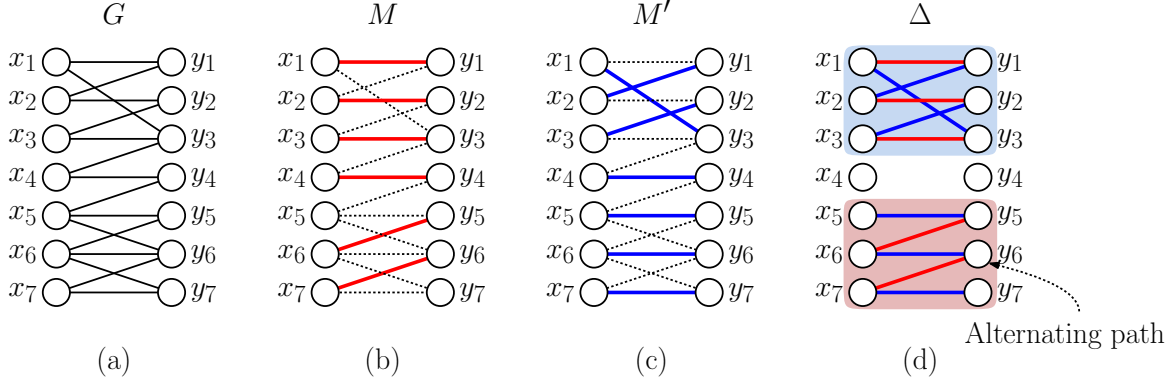 G M M′ Δ
x₁ y₁ x₁ y₁ x₁ y₁ x₁ y₁
x₂ y₂ x₂ y₂ x₂ y₂ x₂ y₂
x₃ y₃ x₃ y₃ x₃ y₃ x₃ y₃
x₄ y₄ x₄ y₄ x₄ y₄ x₄ y₄
x₅ y₅ x₅ y₅ x₅ y₅ x₅ y₅
x₆ y₆ x₆ y₆ x₆ y₆ x₆ y₆
x₇ y₇ x₇ y₇ x₇ y₇ x₇ y₇
Alternating path
(a) (b) (c) (d)